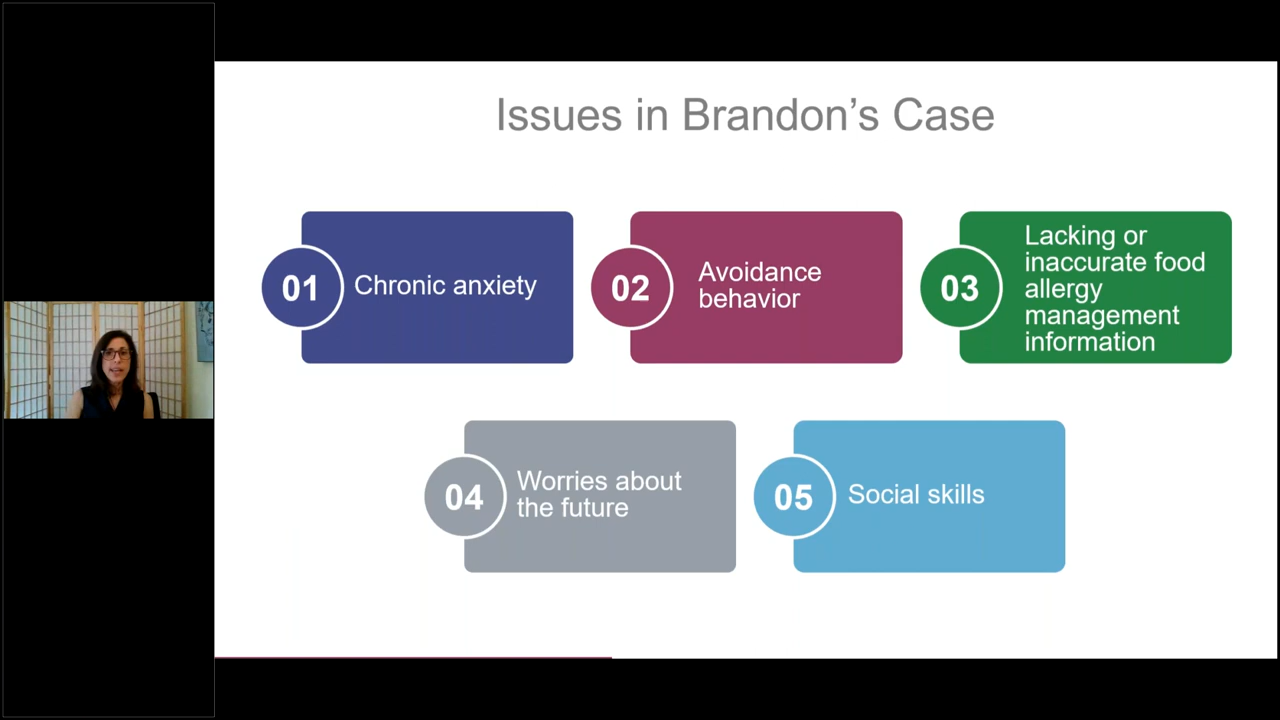 Issues in Brandon’s Case
01
Chronic anxiety
02
Avoidance
behavior
03
Lacking or
inaccurate food
allergy
management
information
04
Worries about
the future
05
Social skills